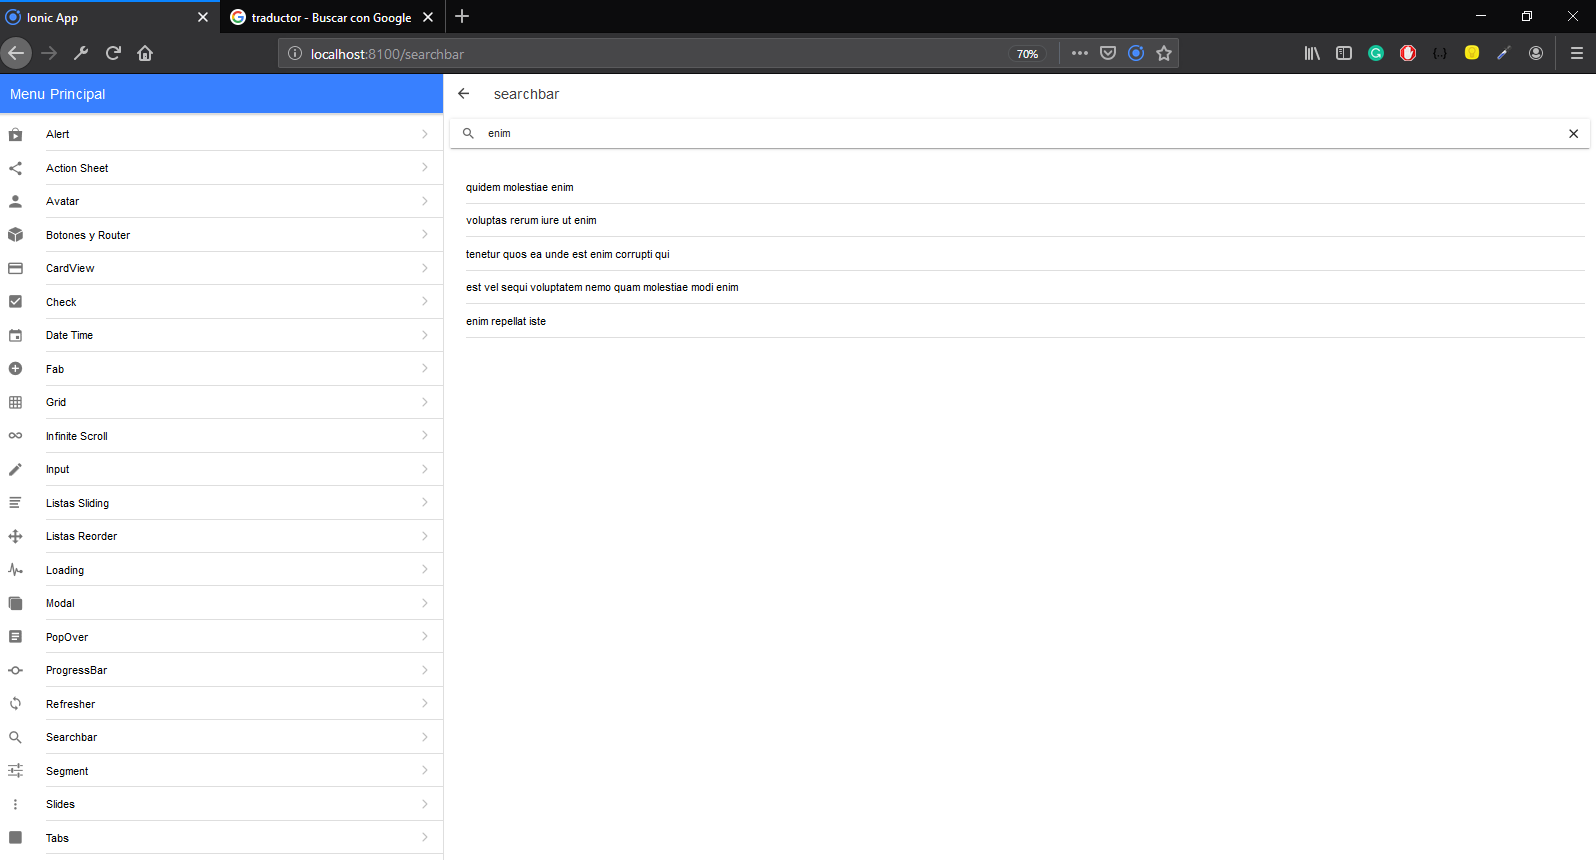 Ionic App
traductor - Buscar con Google
localhost:8100/searchbar
70%
Menu Principal
Alert
Action Sheet
Avatar
Botones y Router
CardView
Check
Date Time
Fab
Grid
Infinite Scroll
Input
Listas Sliding
Listas Reorder
Loading
Modal
PopOver
ProgressBar
Refresher
Searchbar
Segment
Slides
Tabs
searchbar
enim
quidem molestiae enim
voluptas rerum iure ut enim
tenetur quos ea unde est enim corrupti qui
est vel sequi voluptatem nemo quam molestiae modi enim
enim repellat iste